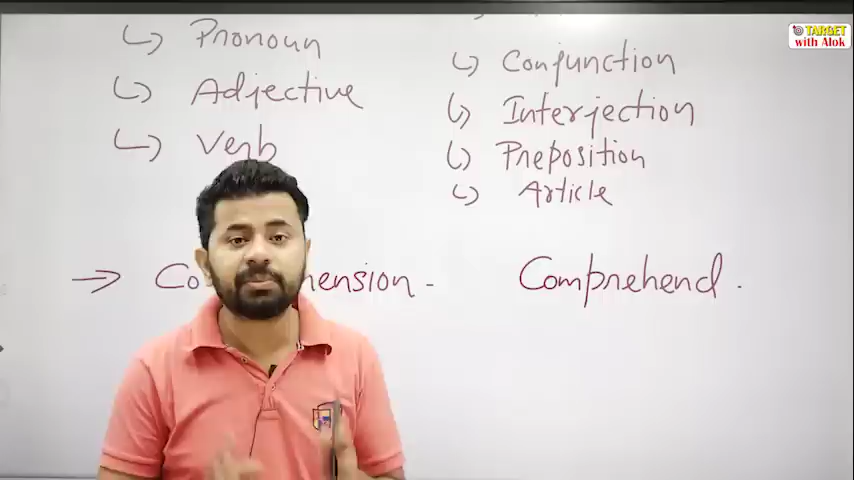 TARGET
with Alok
↳ Pronoun
↳ Adjective
↳ Verb
↳ Conjunction
↳ Interjection
↳ Preposition
↳ Article
→ Co hension -
Comprehend .